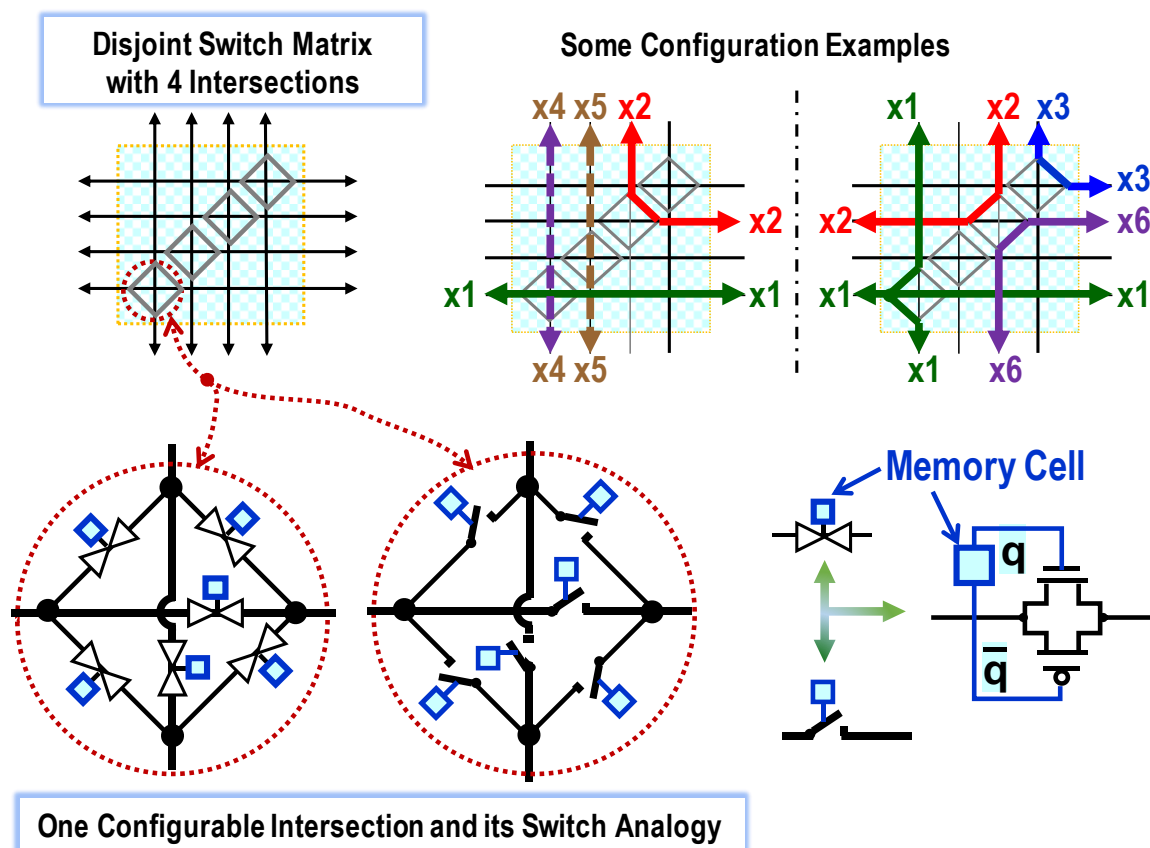 Disjoint Switch Matrix
with 4 Intersections
Some Configuration Examples
x4 x5 x2
x1 x2 x3
x3
x2
x2
x6
x1
x1
x1
x1
x4 x5
x1
x6
Memory Cell
q
q̅
One Configurable Intersection and its Switch Analogy